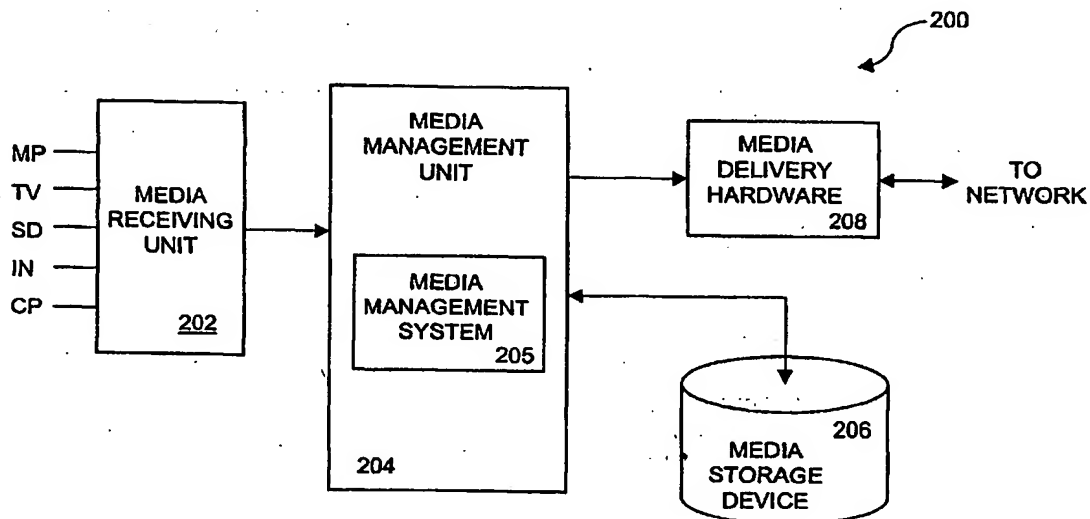 200
MP
TV
SD
IN
CP
MEDIA
RECEIVING
UNIT
202
MEDIA
MANAGEMENT
UNIT
MEDIA
MANAGEMENT
SYSTEM
205
204
MEDIA
DELIVERY
HARDWARE
208
TO
NETWORK
206
MEDIA
STORAGE
DEVICE